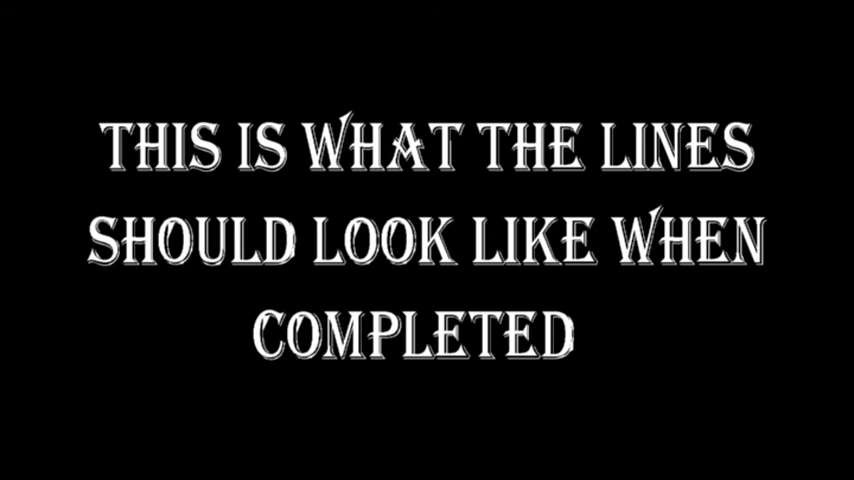 THIS IS WHAT THE LINES
SHOULD LOOK LIKE WHEN
COMPLETED